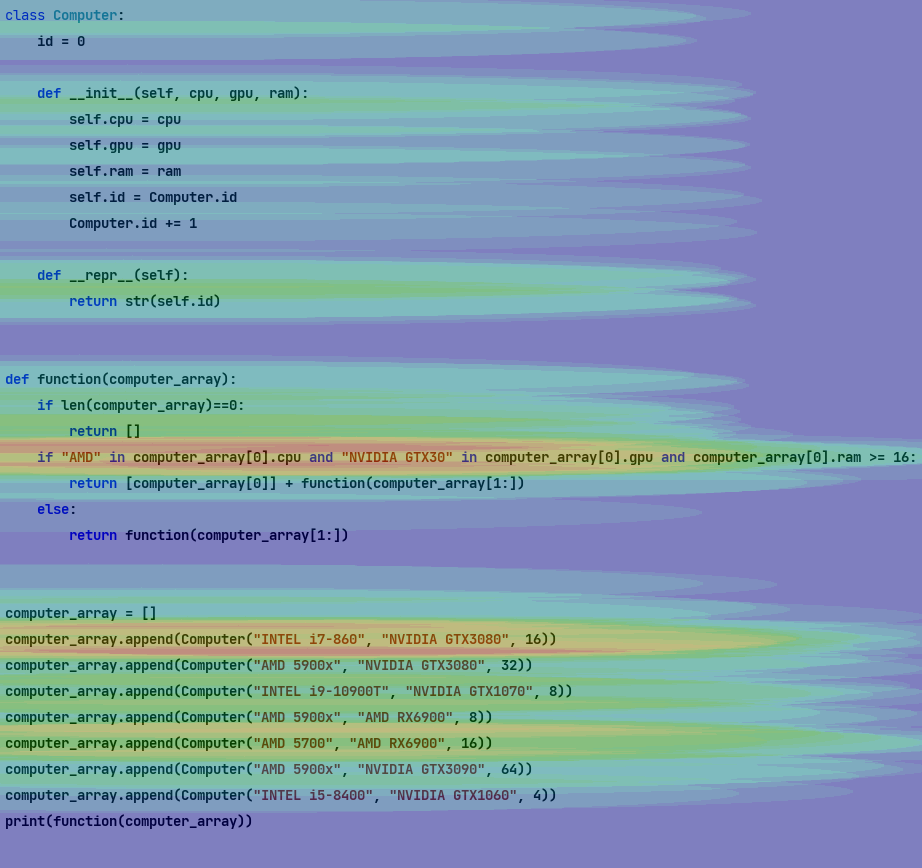 class Computer:
    id = 0
    def __init__(self, cpu, gpu, ram):
        self.cpu = cpu
        self.gpu = gpu
        self.ram = ram
        self.id = Computer.id
        Computer.id += 1
    def __repr__(self):
        return str(self.id)
def function(computer_array):
    if len(computer_array)==0:
        return []
    if "AMD" in computer_array[0].cpu and "NVIDIA GTX30" in computer_array[0].gpu and computer_array[0].ram >= 16:
        return [computer_array[0]] + function(computer_array[1:])
    else:
        return function(computer_array[1:])
computer_array = []
computer_array.append(Computer("INTEL i7-860", "NVIDIA GTX3080", 16))
computer_array.append(Computer("AMD 5900x", "NVIDIA GTX3080", 32))
computer_array.append(Computer("INTEL i9-10900T", "NVIDIA GTX1070", 8))
computer_array.append(Computer("AMD 5900x", "AMD RX6900", 8))
computer_array.append(Computer("AMD 5700", "AMD RX6900", 16))
computer_array.append(Computer("AMD 5900x", "NVIDIA GTX3090", 64))
computer_array.append(Computer("INTEL i5-8400", "NVIDIA GTX1060", 4))
print(function(computer_array))